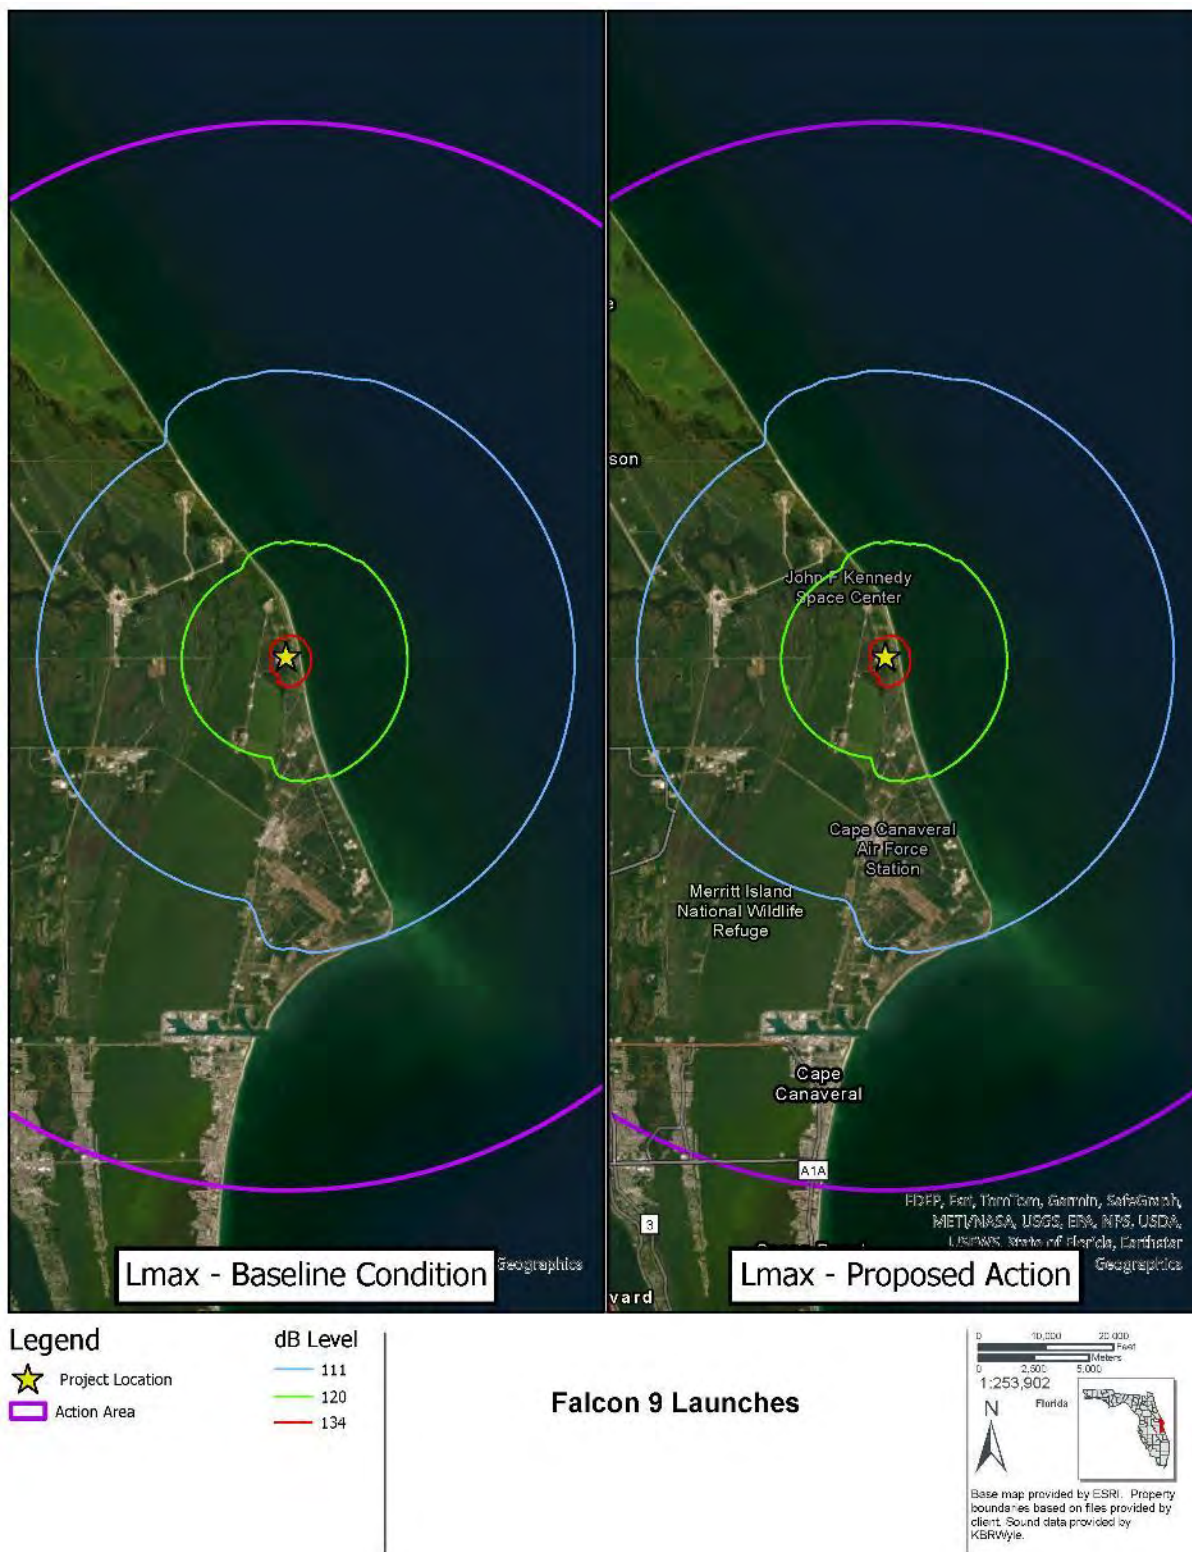 e
son
John F Kennedy
Space Center
Cape Canaveral
Air Force
Station
Merritt Island
National Wildlife
Refuge
Cape
Canaveral
A1A
3
FDEP, Esri, TomTom, Garmin, SafeGraph,
METI/NASA, USGS, EPA, NPS, USDA,
USFWS, State of Florida, Earthstar
Geographics
Geographics
vard
Lmax - Baseline Condition
Lmax - Proposed Action
Legend
Project Location
Action Area
dB Level
111
120
134
Falcon 9 Launches
0 10,000 20,000
Feet
Meters
0 2,500 5,000
1:253,902
N
Florida
Base map provided by ESRI. Property
boundaries based on files provided by
client. Sound data provided by
KBRWyle.